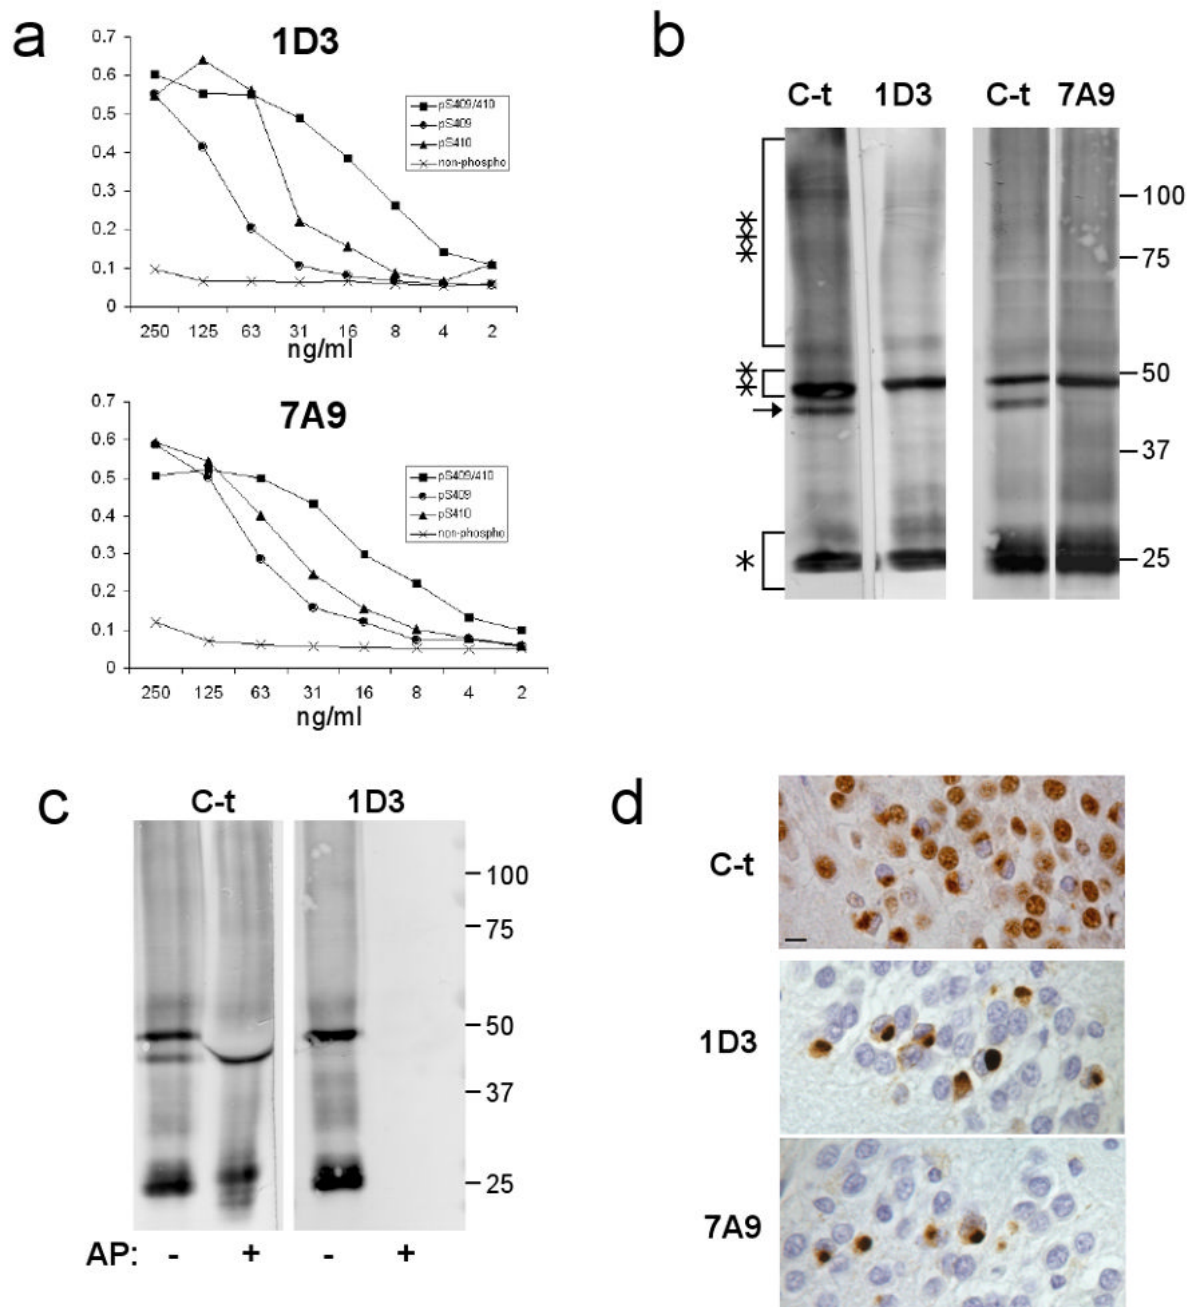 a
1D3
0.7
0.6
0.5
0.4
0.3
0.2
0.1
0
pS409/410
pS409
pS410
non-phospho
250 125 63 31 16 8 4 2
ng/ml
7A9
0.7
0.6
0.5
0.4
0.3
0.2
0.1
0
pS409/410
pS409
pS410
non-phospho
250 125 63 31 16 8 4 2
ng/ml
b
C-t 1D3 C-t 7A9
100
75
50
37
25
c
C-t 1D3
100
75
50
37
25
AP: - + - +
d
C-t
1D3
7A9